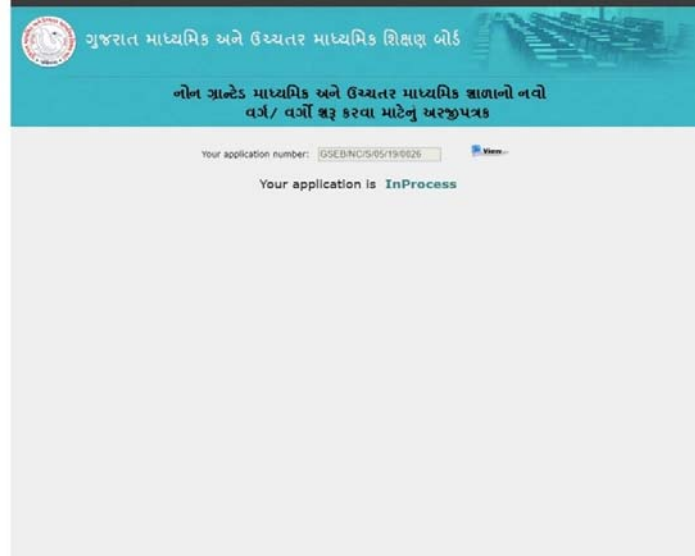 ગુજરાત માધ્યમિક અને ઉચ્ચતર માધ્યમિક શિક્ષણ બોર્ડ
નોન ગ્રાન્ટેડ માધ્યમિક અને ઉચ્ચતર માધ્યમિક શાળાનો નવો
વર્ગ/ વર્ગો શરૂ કરવા માટેનું અરજીપત્રક
Your application number: GSEB/NC/S/05/19/0026 View...
Your application is InProcess